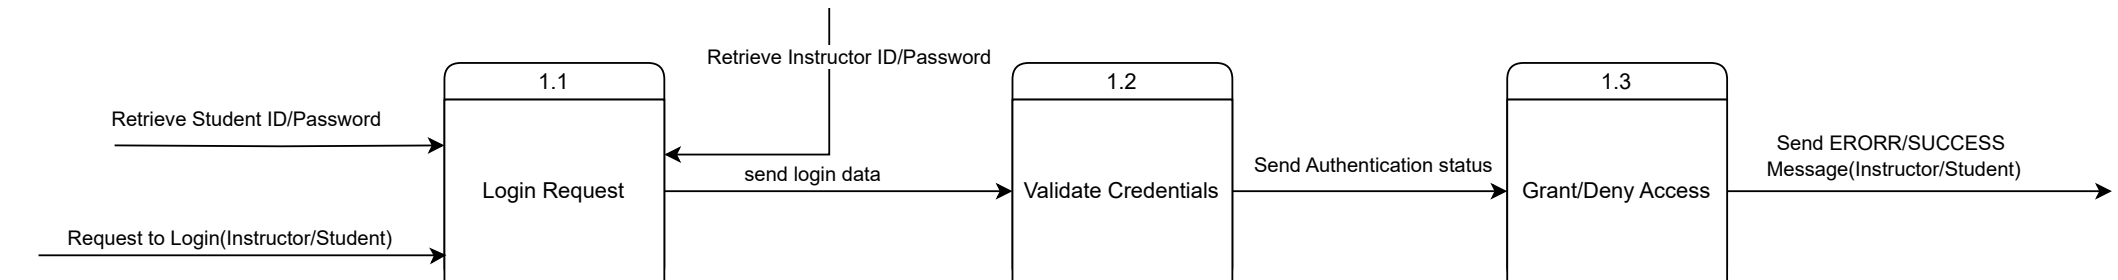 Retrieve Instructor ID/Password
1.1
1.2
1.3
Retrieve Student ID/Password
Send ERORR/SUCCESS
Message(Instructor/Student)
send login data
Send Authentication status
Login Request
Validate Credentials
Grant/Deny Access
Request to Login(Instructor/Student)